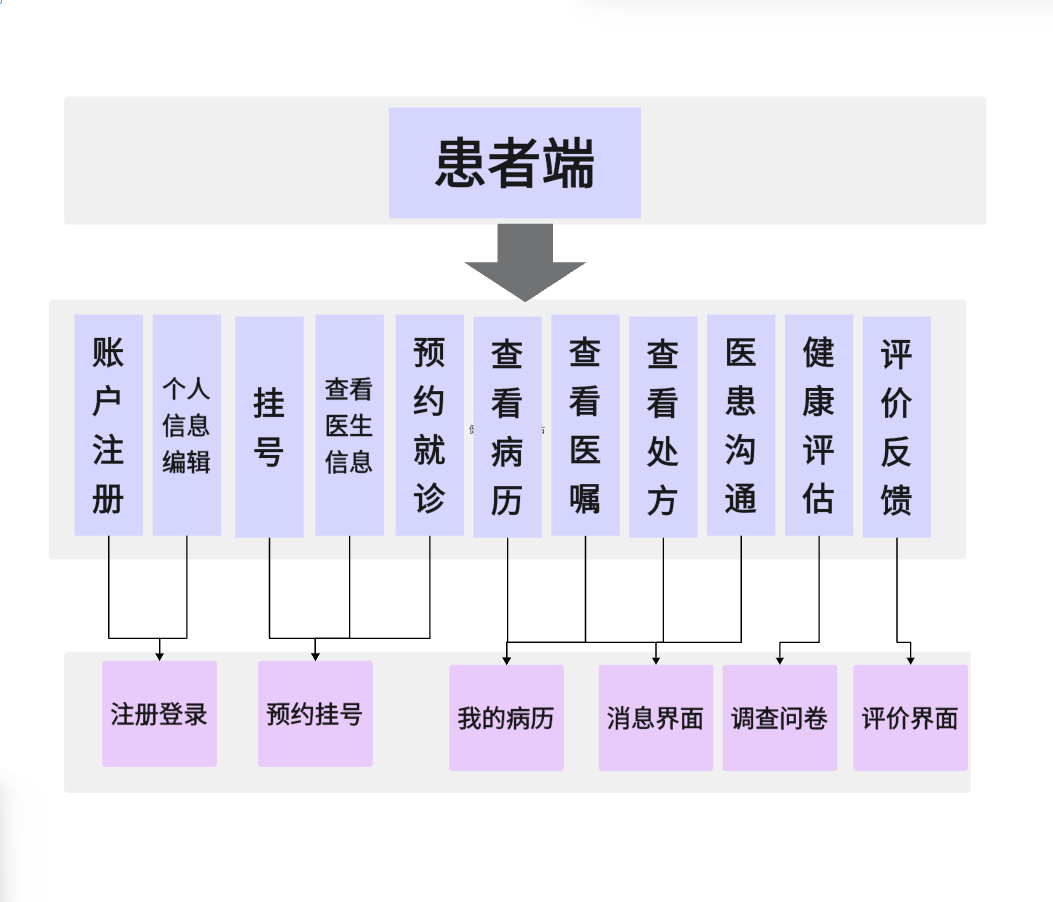 患者端
账
户
注
册
个人
信息
编辑
挂
号
查看
医生
信息
预
约
就
诊
查
看
病
历
查
看
医
嘱
查
看
处
方
医
患
沟
通
健
康
评
估
评
价
反
馈
注册登录
预约挂号
我的病历
消息界面
调查问卷
评价界面